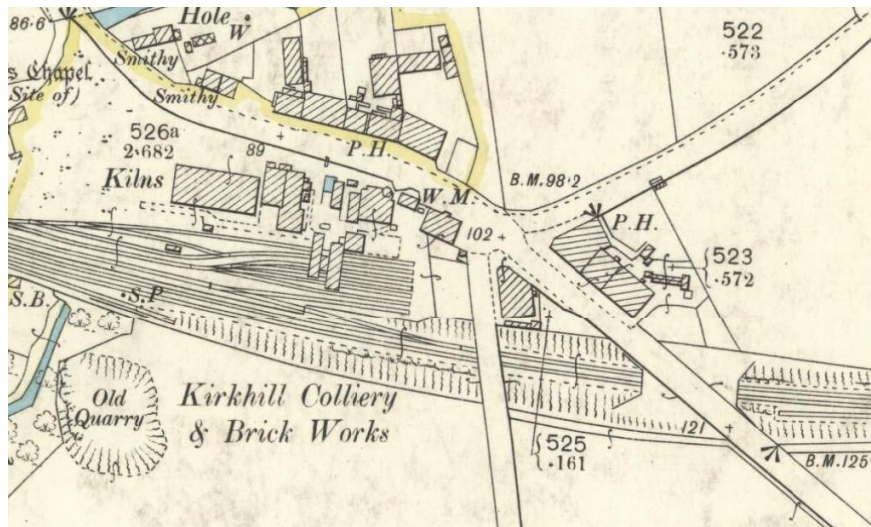 86.6
Hole
W
522
.573
Smithy
s Chapel
Site of)
Smithy
526a
2.682
89
P.H.
Kilns
W.M.
B.M.98.2
P.H.
102
523
.572
S.B.
S.P
Old
Quarry
Kirkhill Colliery
& Brick Works
121
525
.161
B.M.125.